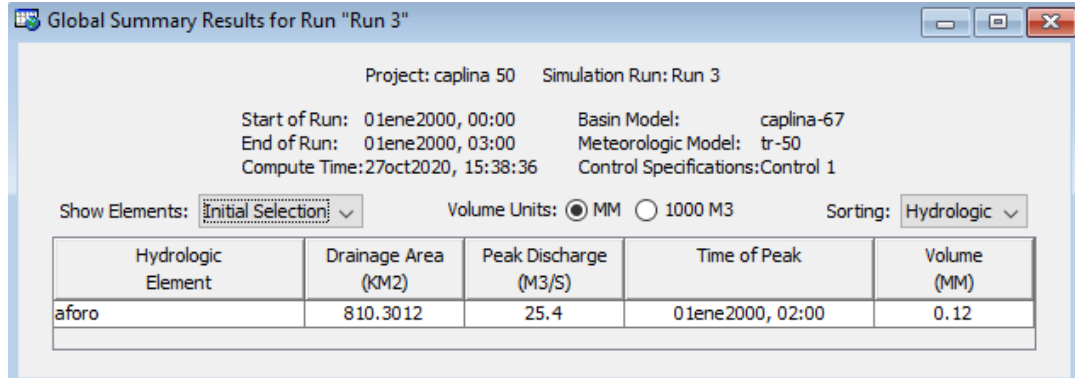 Global Summary Results for Run "Run 3"
Project: caplina 50 Simulation Run: Run 3
Start of Run: 01ene2000, 00:00 Basin Model: caplina-67
End of Run: 01ene2000, 03:00 Meteorologic Model: tr-50
Compute Time:27oct2020, 15:38:36 Control Specifications:Control 1
Show Elements: Initial Selection Volume Units: MM 1000 M3 Sorting: Hydrologic
Hydrologic Drainage Area Peak Discharge Time of Peak Volume
Element (KM2) (M3/S) (MM)
aforo 810.3012 25.4 01ene2000, 02:00 0.12